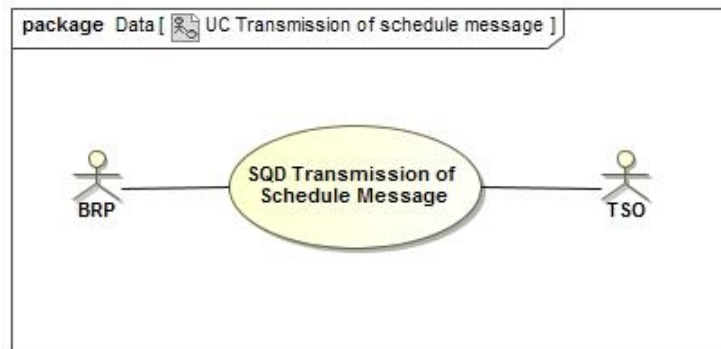 package Data [ UC Transmission of schedule message ]
SQD Transmission of
Schedule Message
BRP
TSO